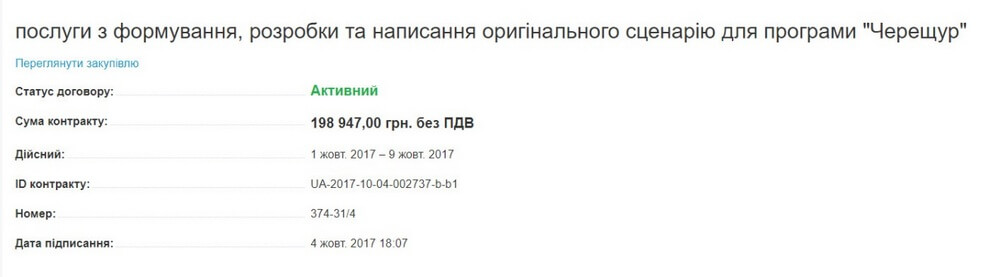 послуги з формування, розробки та написання оригінального сценарію для програми "Черещур"
Переглянути закупівлю
Статус договору: Активний
Сума контракту: 198 947,00 грн. без ПДВ
Дійсний: 1 жовт. 2017 – 9 жовт. 2017
ID контракту: UA-2017-10-04-002737-b-b1
Номер: 374-31/4
Дата підписання: 4 жовт. 2017 18:07